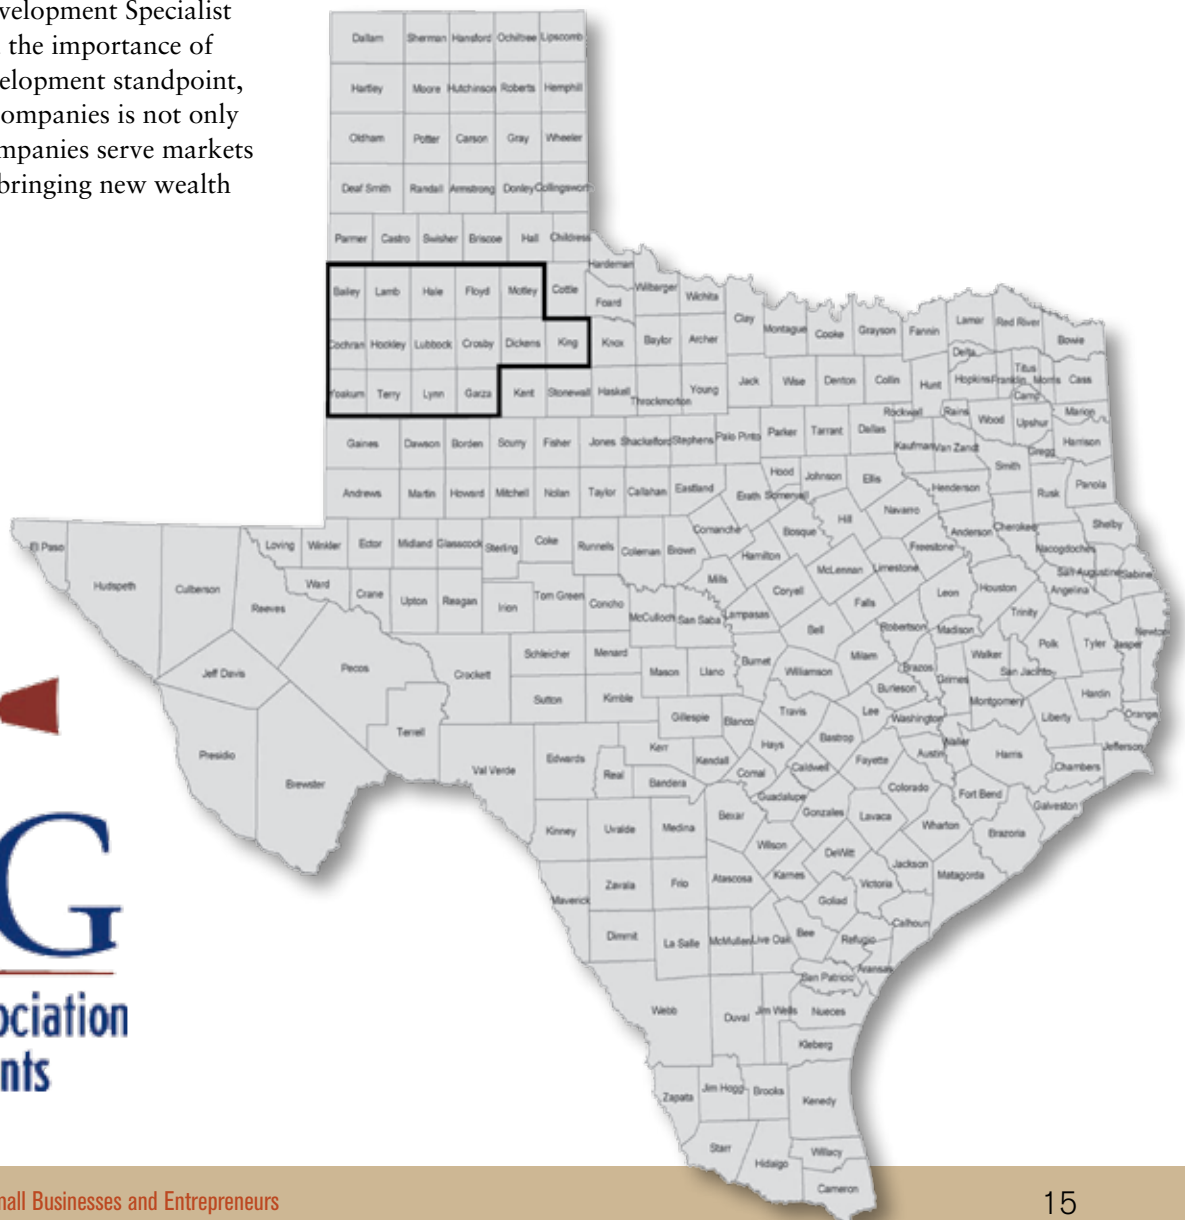 velopment Specialist
the importance of
elopment standpoint,
ompanies is not only
mpanies serve markets
bringing new wealth
Dallam Sherman Hansford Ochiltree Lipscomb
Hartley Moore Hutchinson Roberts Hemphill
Oldham Potter Carson Gray Wheeler
Deaf Smith Randall Armstrong Donley Collingswort
Parmer Castro Swisher Briscoe Hall Childress
Hardeman
Bailey Lamb Hale Floyd Motley Cottle Foard Wilbarger Wichita
Clay Montague Cooke Grayson Fannin Lamar Red River Bowie
Cochran Hockley Lubbock Crosby Dickens King Knox Baylor Archer
Delta Titus
Jack Wise Denton Collin Hunt Hopkins Franklin Morris Cass
Camp
Yoakum Terry Lynn Garza Kent Stonewall Haskell Throckmorton Young
Rockwall Rains Wood Upshur Marion
Gaines Dawson Borden Scurry Fisher Jones Shackelford Stephens Palo Pinto Parker Tarrant Dallas Kaufman Van Zandt Gregg Harrison
Smith
Andrews Martin Howard Mitchell Nolan Taylor Callahan Eastland Erath Hood Somervell Johnson Ellis Henderson Rusk Panola
Comanche Bosque Hill Navarro Anderson Cherokee Shelby
El Paso Loving Winkler Ector Midland Glasscock Sterling Coke Runnels Coleman Brown Hamilton Freestone Nacogdoches
Hudspeth Culberson Reeves Ward Crane Upton Reagan Irion Tom Green Concho Mills Coryell McLennan Limestone Leon Houston San Augustine Sabine
Angelina
McCulloch San Saba Lampasas Bell Falls Robertson Madison Trinity Newton
Jeff Davis Pecos Crockett Schleicher Menard Mason Llano Burnet Williamson Milam Brazos Grimes Walker San Jacinto Polk Tyler Jasper
Sutton Kimble Burleson Montgomery Hardin
Gillespie Blanco Travis Lee Washington Liberty Orange
Presidio Brewster Terrell Val Verde Edwards Real Kerr Kendall Hays Bastrop Fayette Austin Waller Harris Jefferson
Bandera Comal Caldwell Colorado Fort Bend Chambers
Guadalupe Galveston
Kinney Uvalde Medina Bexar Gonzales Lavaca Wharton Brazoria
Wilson DeWitt Jackson
Maverick Zavala Frio Atascosa Karnes Victoria Matagorda
Goliad
Dimmit La Salle McMullen Live Oak Bee Refugio Calhoun
Aransas
San Patricio
Webb Duval Jim Wells Nueces
Kleberg
Zapata Jim Hogg Brooks Kenedy
Starr Hidalgo Willacy
Cameron
G
ociation
nts
mall Businesses and Entrepreneurs
15